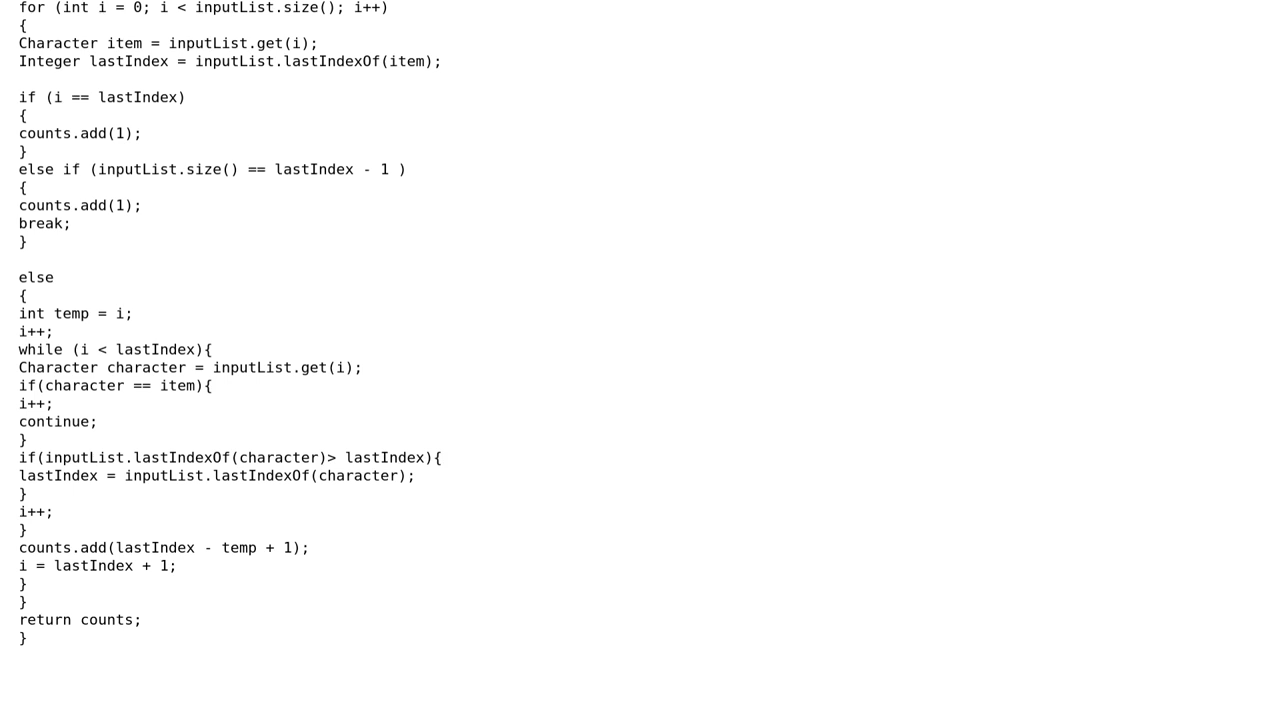 for (int i = 0; i < inputList.size(); i++)
{
Character item = inputList.get(i);
Integer lastIndex = inputList.lastIndexOf(item);
if (i == lastIndex)
{
counts.add(1);
}
else if (inputList.size() == lastIndex - 1 )
{
counts.add(1);
break;
}
else
{
int temp = i;
i++;
while (i < lastIndex){
Character character = inputList.get(i);
if(character == item){
i++;
continue;
}
if(inputList.lastIndexOf(character)> lastIndex){
lastIndex = inputList.lastIndexOf(character);
}
i++;
}
counts.add(lastIndex - temp + 1);
i = lastIndex + 1;
}
}
return counts;
}